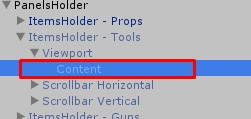 PanelsHolder
ItemsHolder - Props
ItemsHolder - Tools
Viewport
Content
Scrollbar Horizontal
Scrollbar Vertical
ItemsHolder - Guns